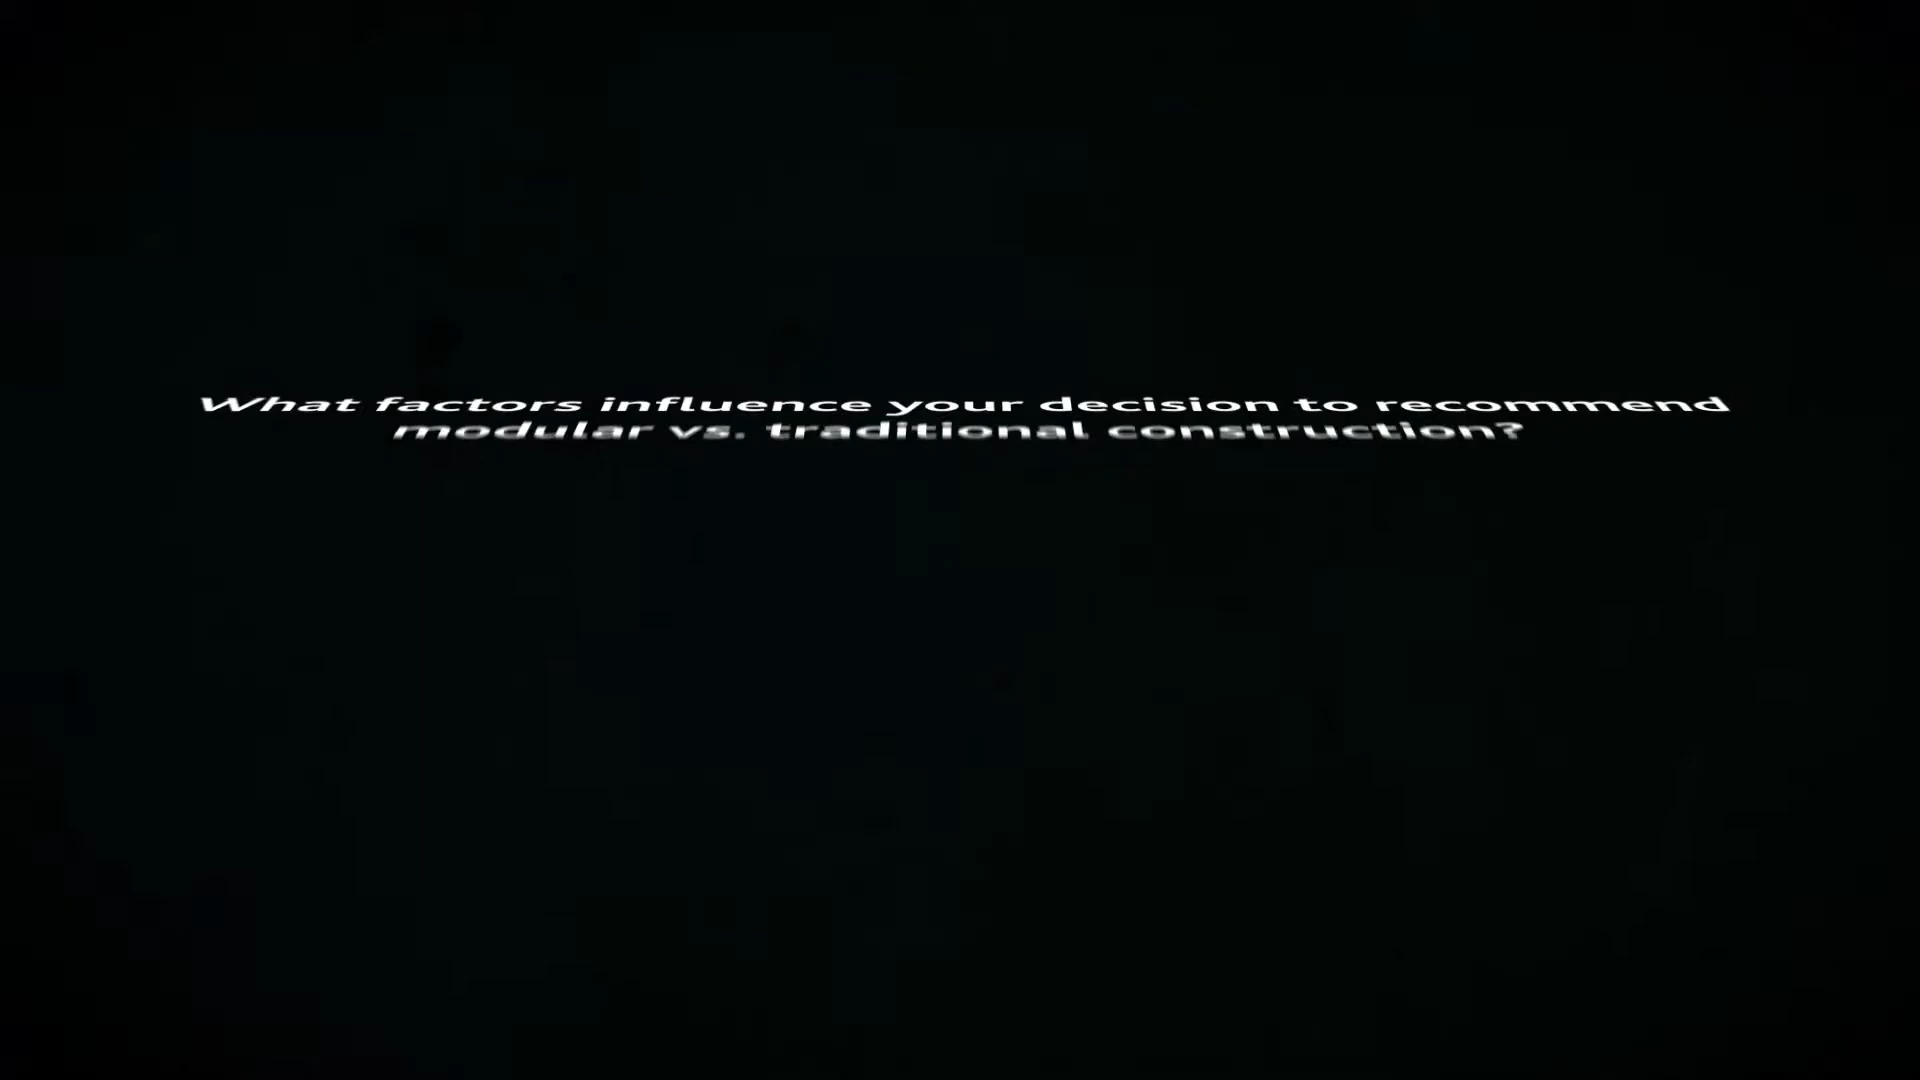 What factors influence your decision to recommend
modular vs. traditional construction?